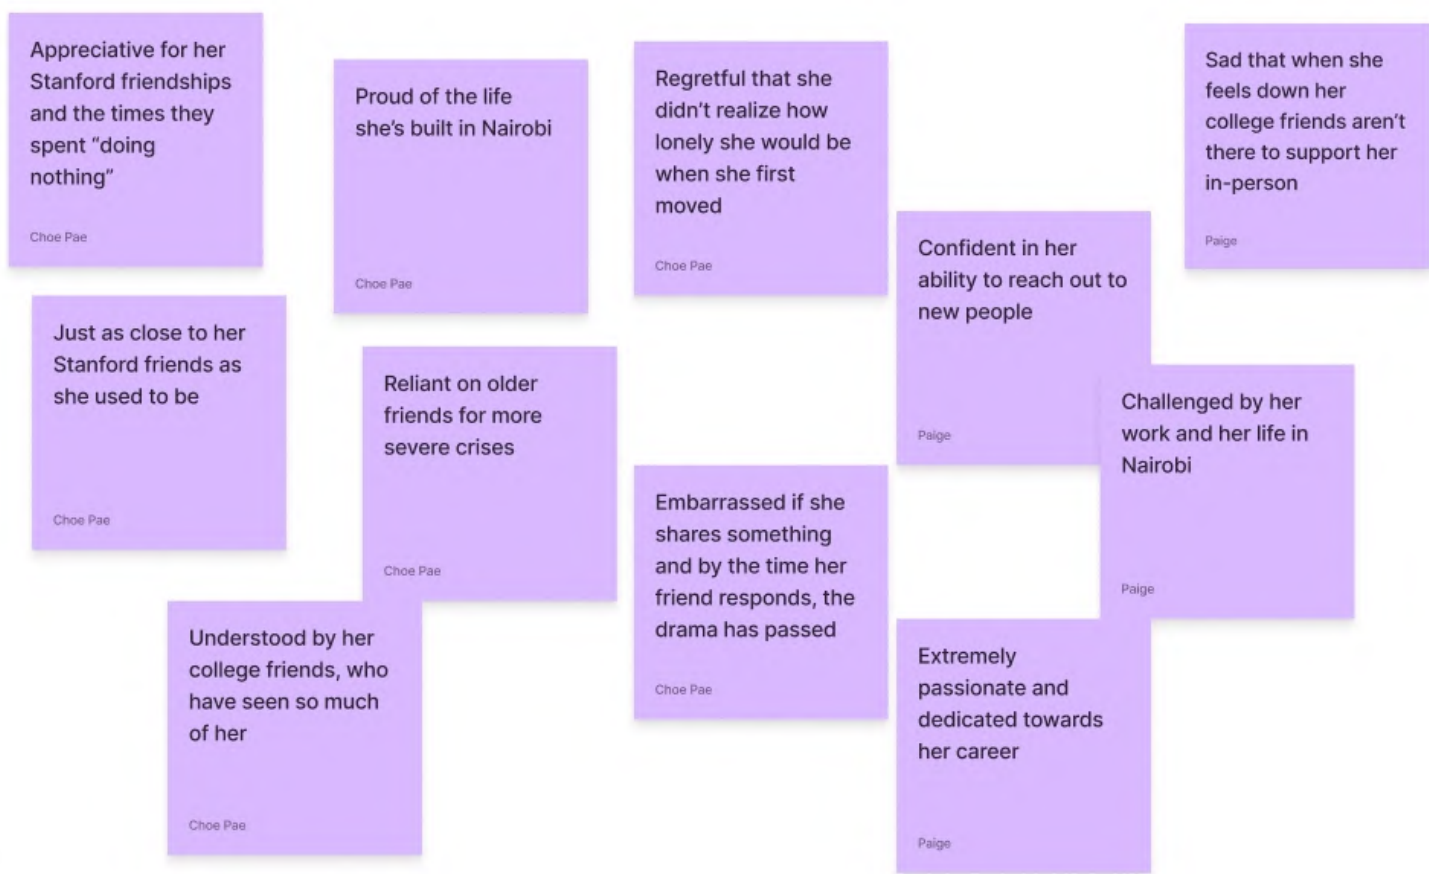 Appreciative for her
Stanford friendships
and the times they
spent “doing
nothing”
Choe Pae
Proud of the life
she’s built in Nairobi
Choe Pae
Regretful that she
didn’t realize how
lonely she would be
when she first
moved
Choe Pae
Sad that when she
feels down her
college friends aren’t
there to support her
in-person
Paige
Confident in her
ability to reach out to
new people
Paige
Just as close to her
Stanford friends as
she used to be
Choe Pae
Reliant on older
friends for more
severe crises
Choe Pae
Challenged by her
work and her life in
Nairobi
Paige
Embarrassed if she
shares something
and by the time her
friend responds, the
drama has passed
Choe Pae
Understood by her
college friends, who
have seen so much
of her
Choe Pae
Extremely
passionate and
dedicated towards
her career
Paige